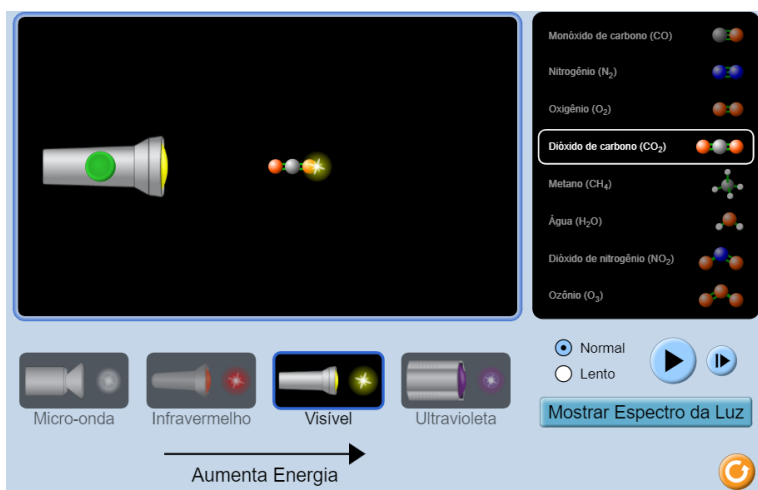 Monóxido de carbono (CO)
Nitrogênio (N₂)
Oxigênio (O₂)
Dióxido de carbono (CO₂)
Metano (CH₄)
Água (H₂O)
Dióxido de nitrogênio (NO₂)
Ozônio (O₃)
Micro-onda
Infravermelho
Visível
Ultravioleta
Aumenta Energia
Normal
Lento
Mostrar Espectro da Luz